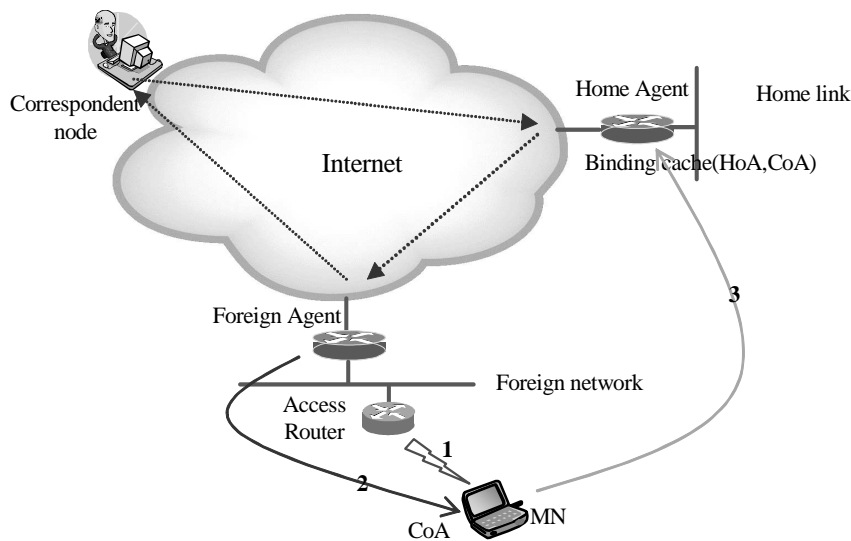 Correspondent
node
Home Agent
Home link
Internet
Binding cache(HoA,CoA)
3
Foreign Agent
Foreign network
Access
Router
1
2
MN
CoA